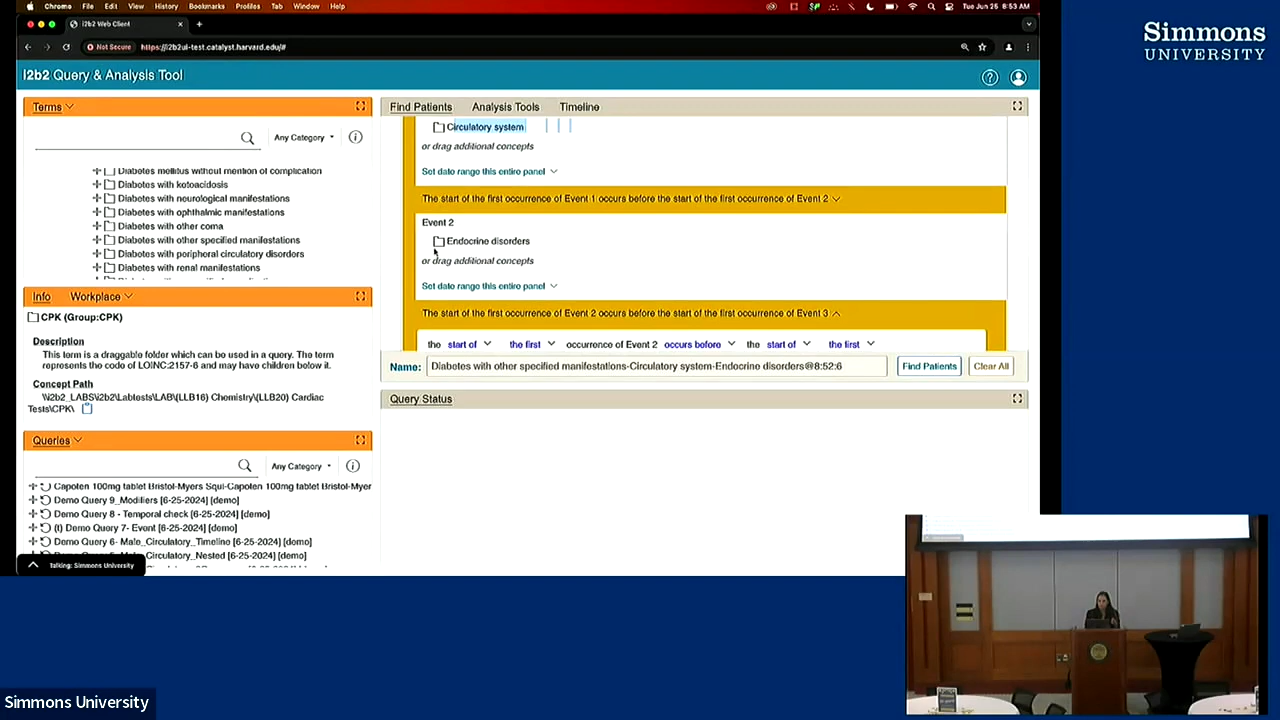 Chrome File Edit View History Bookmarks Profiles Tab Window Help
Tue Jun 25 8:53 AM
i2b2 Web Client
Not Secure https://i2b2ui-test.catalyst.harvard.edu/#
Simmons
UNIVERSITY
i2b2 Query & Analysis Tool
Terms
Any Category
Diabetes mellitus without mention of complication
Diabetes with ketoacidosis
Diabetes with neurological manifestations
Diabetes with ophthalmic manifestations
Diabetes with other coma
Diabetes with other specified manifestations
Diabetes with peripheral circulatory disorders
Diabetes with renal manifestations
Info Workplace
CPK (Group:CPK)
Description
This term is a draggable folder which can be used in a query. The term
represents the code of LOINC:2157-6 and may have children below it.
Concept Path
\\i2b2_LABS\i2b2\Labtests\LAB\(LLB16) Chemistry\(LLB20) Cardiac
Tests\CPK\
Queries
Any Category
Capoten 100mg tablet Bristol-Myers Squi-Capoten 100mg tablet Bristol-Myer
Demo Query 9_Modifiers [6-25-2024] [demo]
Demo Query 8 - Temporal check [6-25-2024] [demo]
(t) Demo Query 7- Event [6-25-2024] [demo]
Demo Query 6- Male_Circulatory_Timeline [6-25-2024] [demo]
Talking: Simmons University
Find Patients Analysis Tools Timeline
Circulatory system
or drag additional concepts
Set date range this entire panel
The start of the first occurrence of Event 1 occurs before the start of the first occurrence of Event 2
Event 2
Endocrine disorders
or drag additional concepts
Set date range this entire panel
The start of the first occurrence of Event 2 occurs before the start of the first occurrence of Event 3
the start of the first occurrence of Event 2 occurs before the start of the first
Name: Diabetes with other specified manifestations-Circulatory system-Endocrine disorders@8:52:6 Find Patients Clear All
Query Status
Simmons University